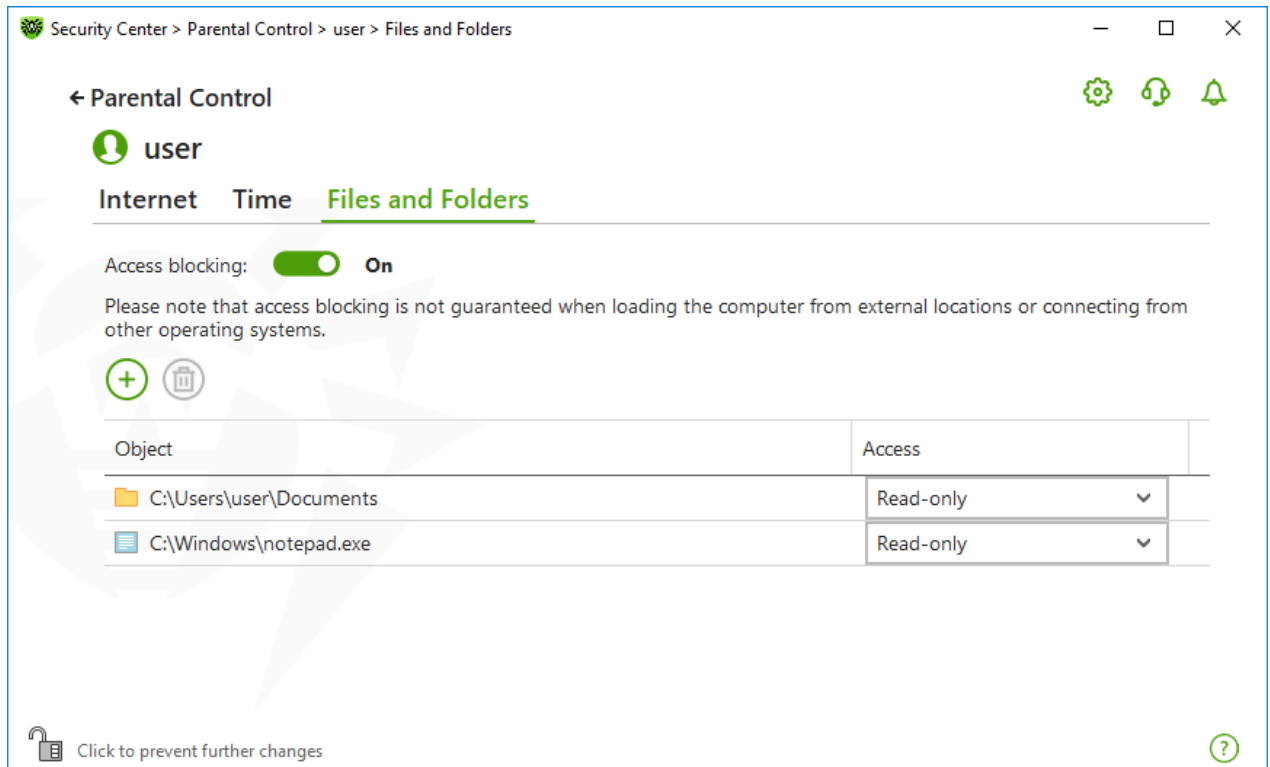 Security Center > Parental Control > user > Files and Folders
Parental Control
user
Internet Time Files and Folders
Access blocking: On
Please note that access blocking is not guaranteed when loading the computer from external locations or connecting from
other operating systems.
Object Access
C:\Users\user\Documents Read-only
C:\Windows\notepad.exe Read-only
Click to prevent further changes
?